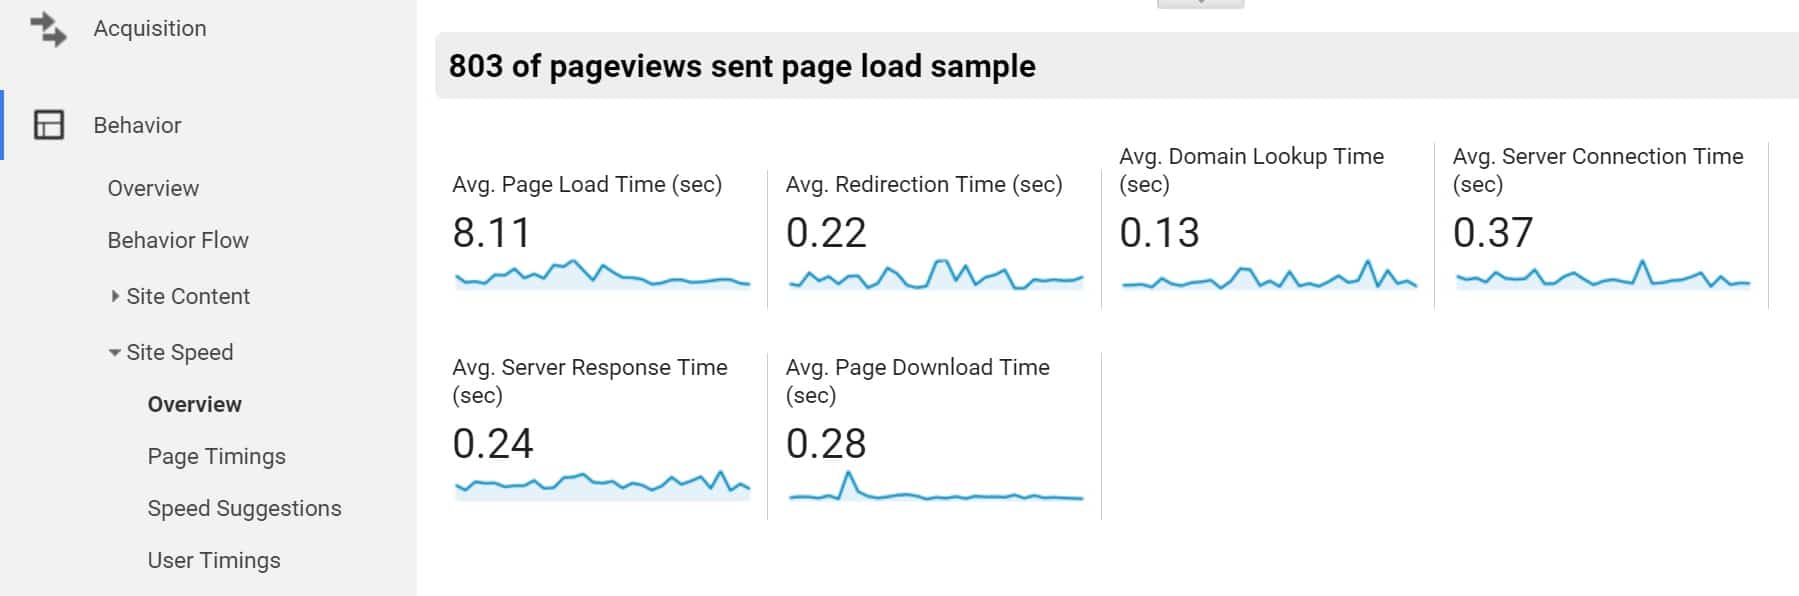 Acquisition
Behavior
Overview
Behavior Flow
Site Content
Site Speed
Overview
Page Timings
Speed Suggestions
User Timings
803 of pageviews sent page load sample
Avg. Page Load Time (sec)
8.11
Avg. Redirection Time (sec)
0.22
Avg. Domain Lookup Time
(sec)
0.13
Avg. Server Connection Time
(sec)
0.37
Avg. Server Response Time
(sec)
0.24
Avg. Page Download Time
(sec)
0.28